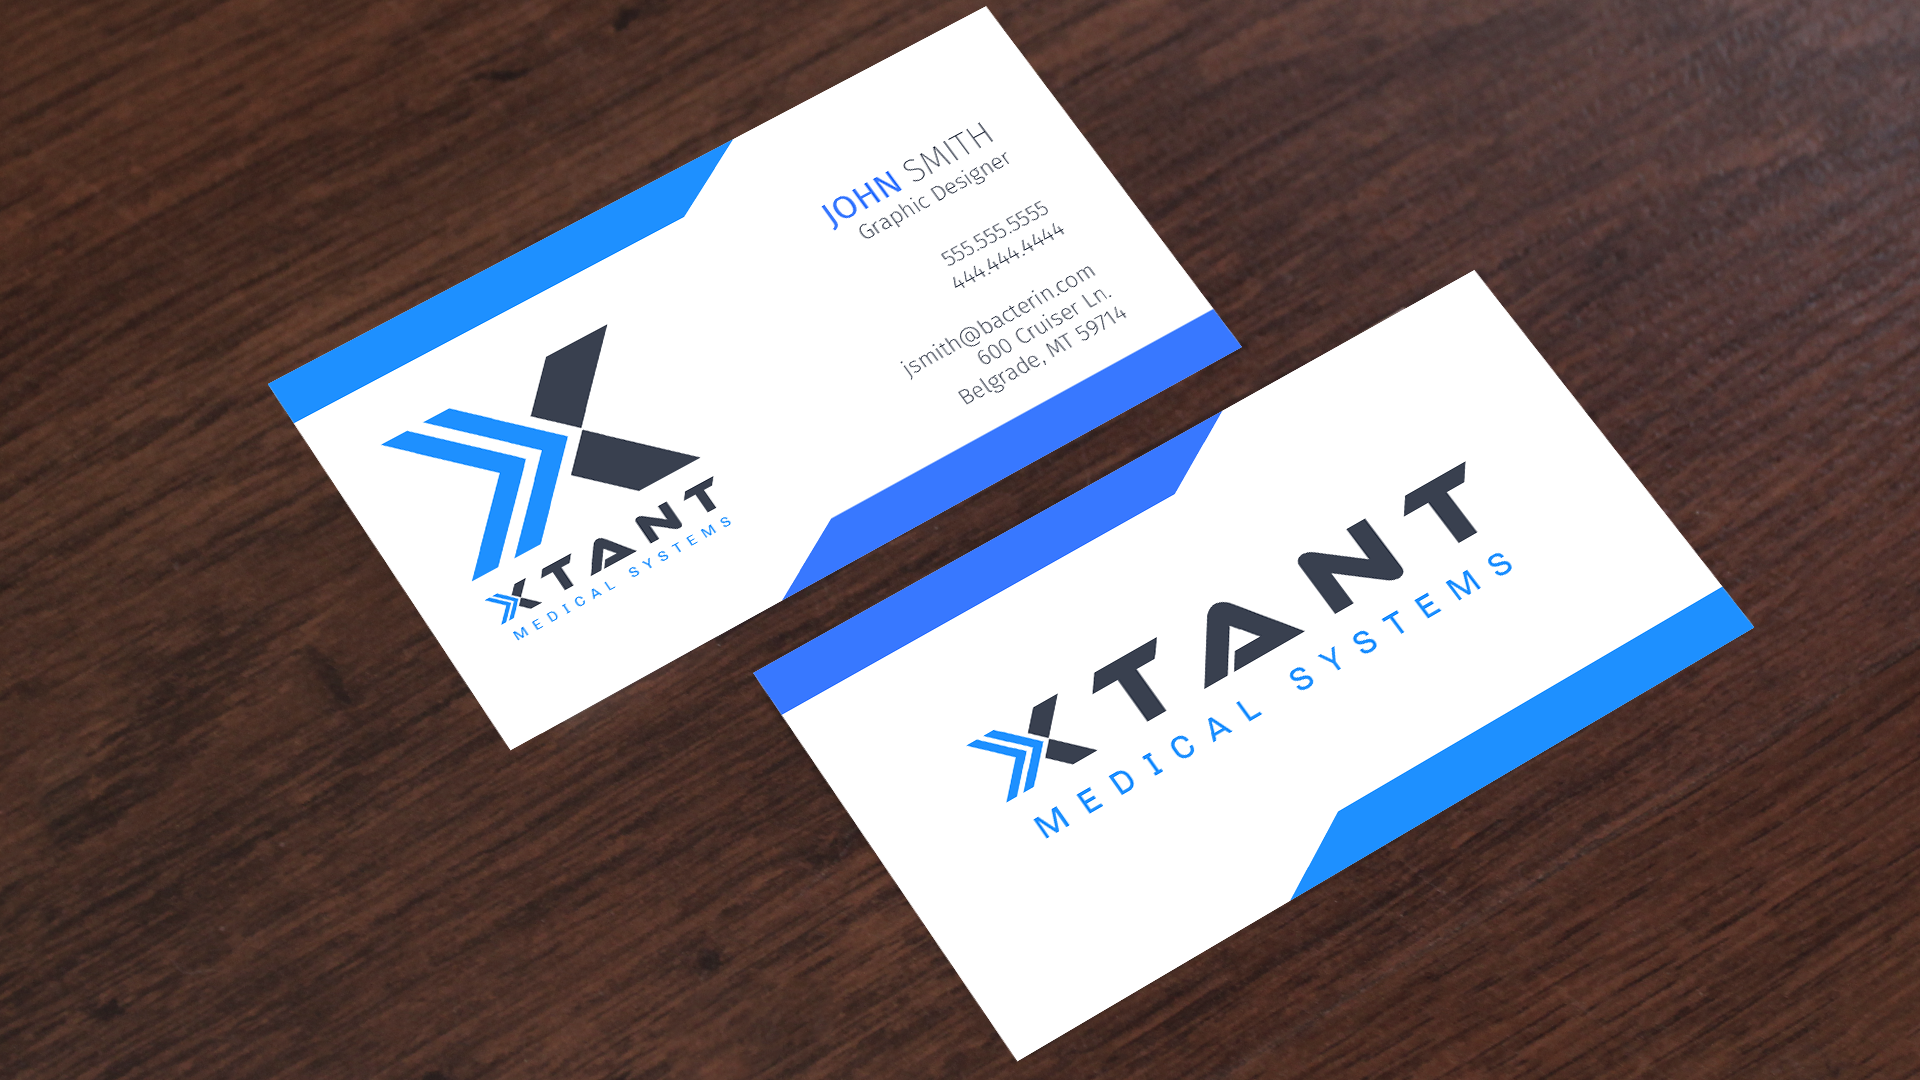 JOHN SMITH
Graphic Designer
555.555.5555
444.444.4444
jsmith@bacterin.com
600 Cruiser Ln.
Belgrade, MT 59714
XTANT
MEDICAL SYSTEMS
XTANT
MEDICAL SYSTEMS